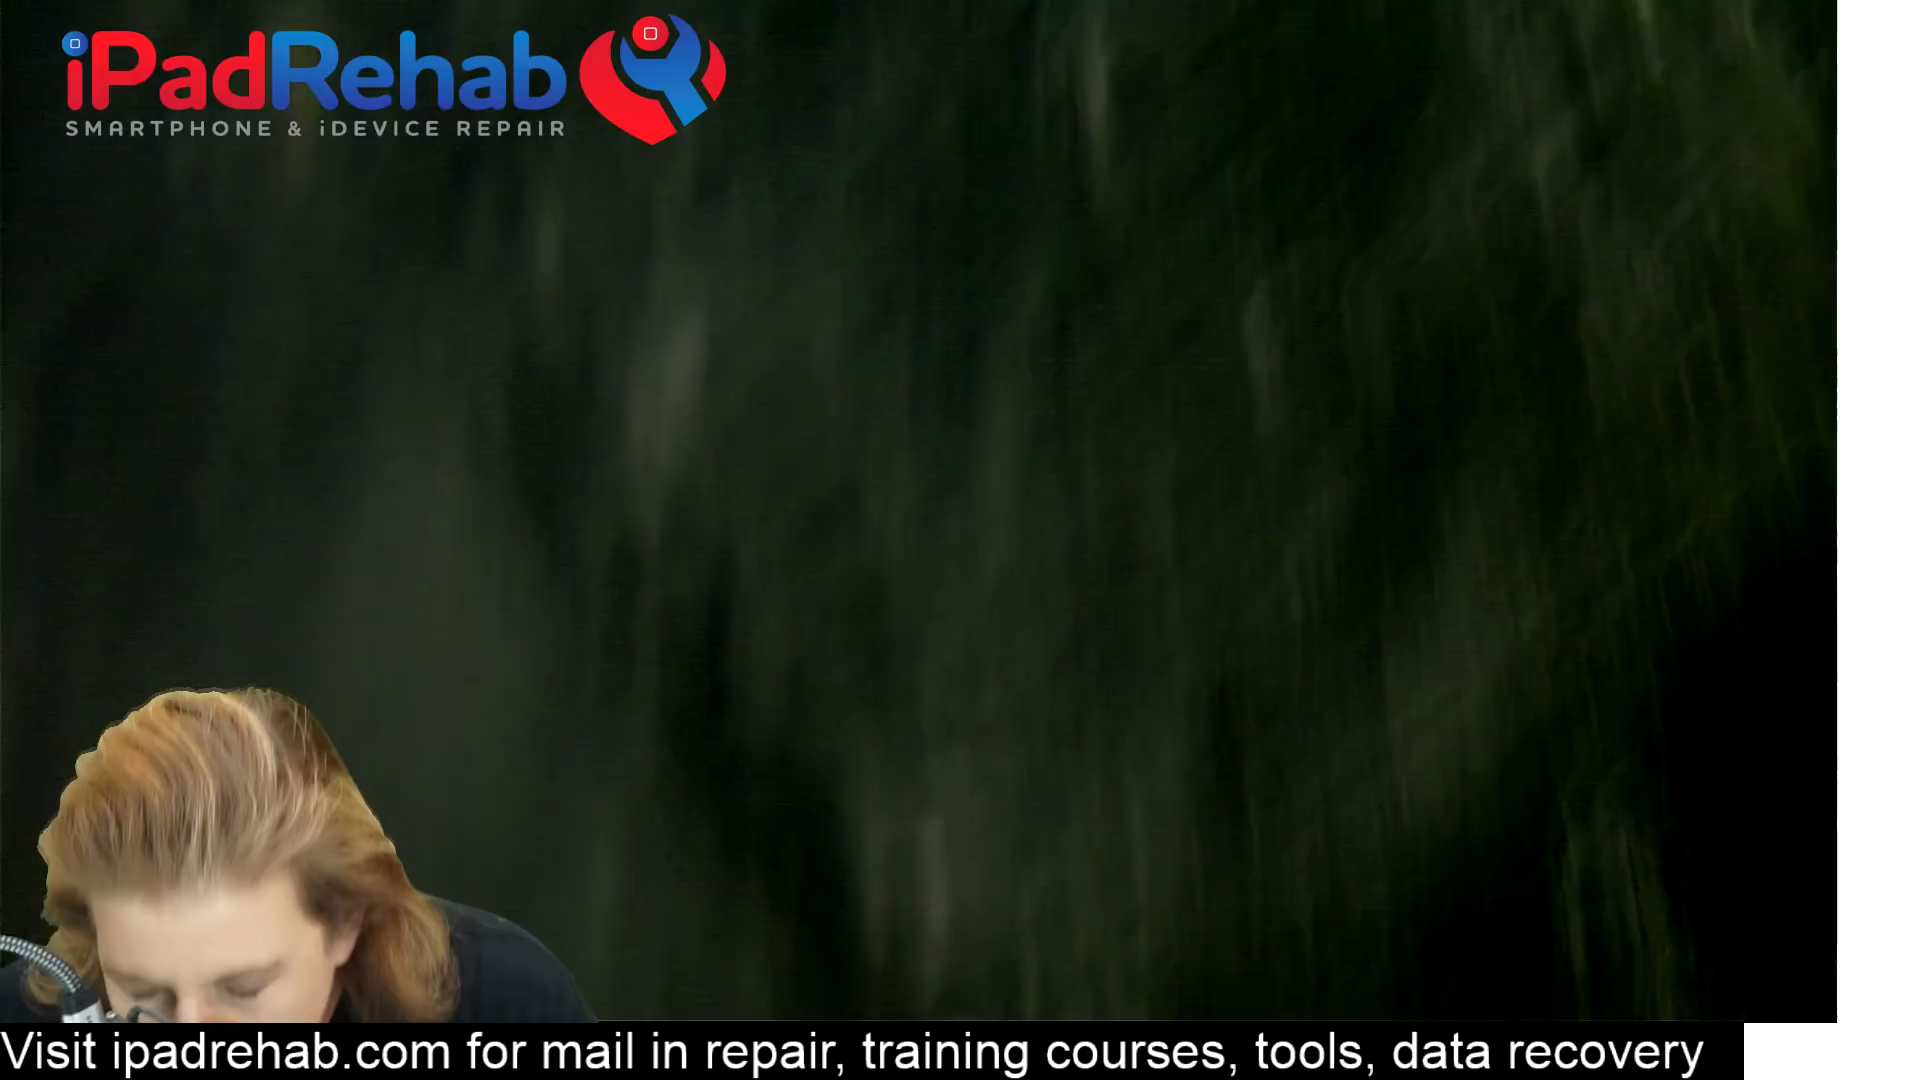 iPadRehab
SMARTPHONE & iDEVICE REPAIR
Visit ipadrehab.com for mail in repair, training courses, tools, data recovery